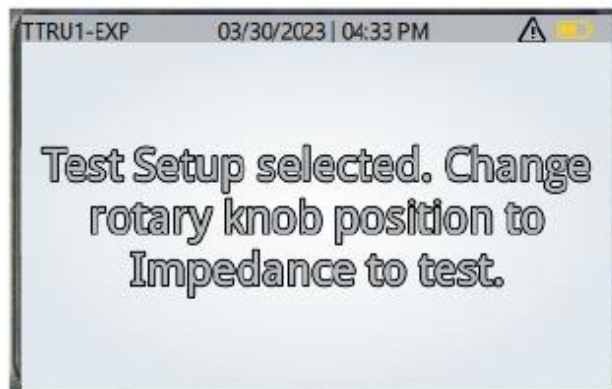 TTRU1-EXP 03/30/2023 | 04:33 PM
Test Setup selected. Change
rotary knob position to
Impedance to test.